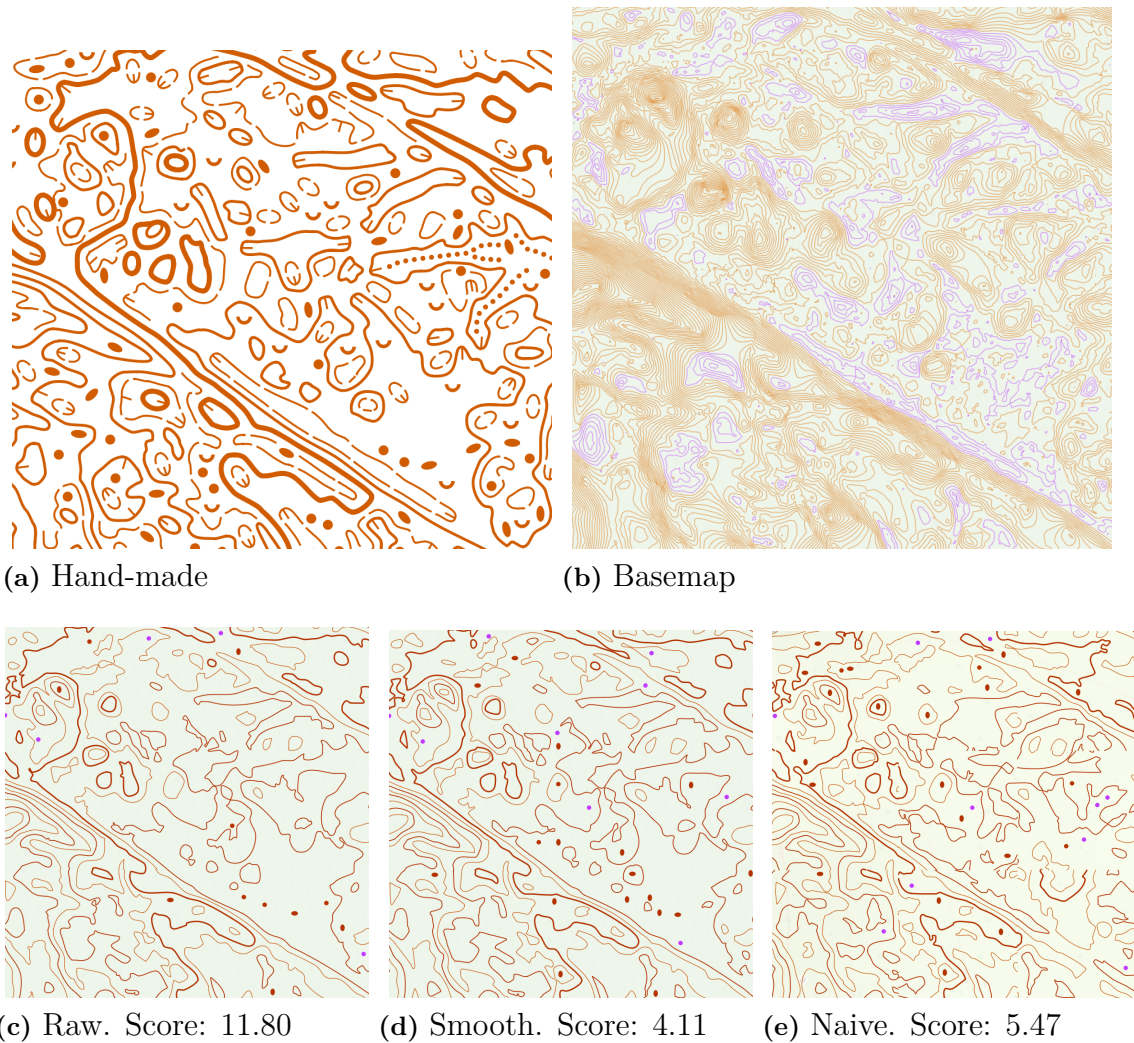 (a) Hand-made
(b) Basemap
(c) Raw. Score: 11.80
(d) Smooth. Score: 4.11
(e) Naive. Score: 5.47